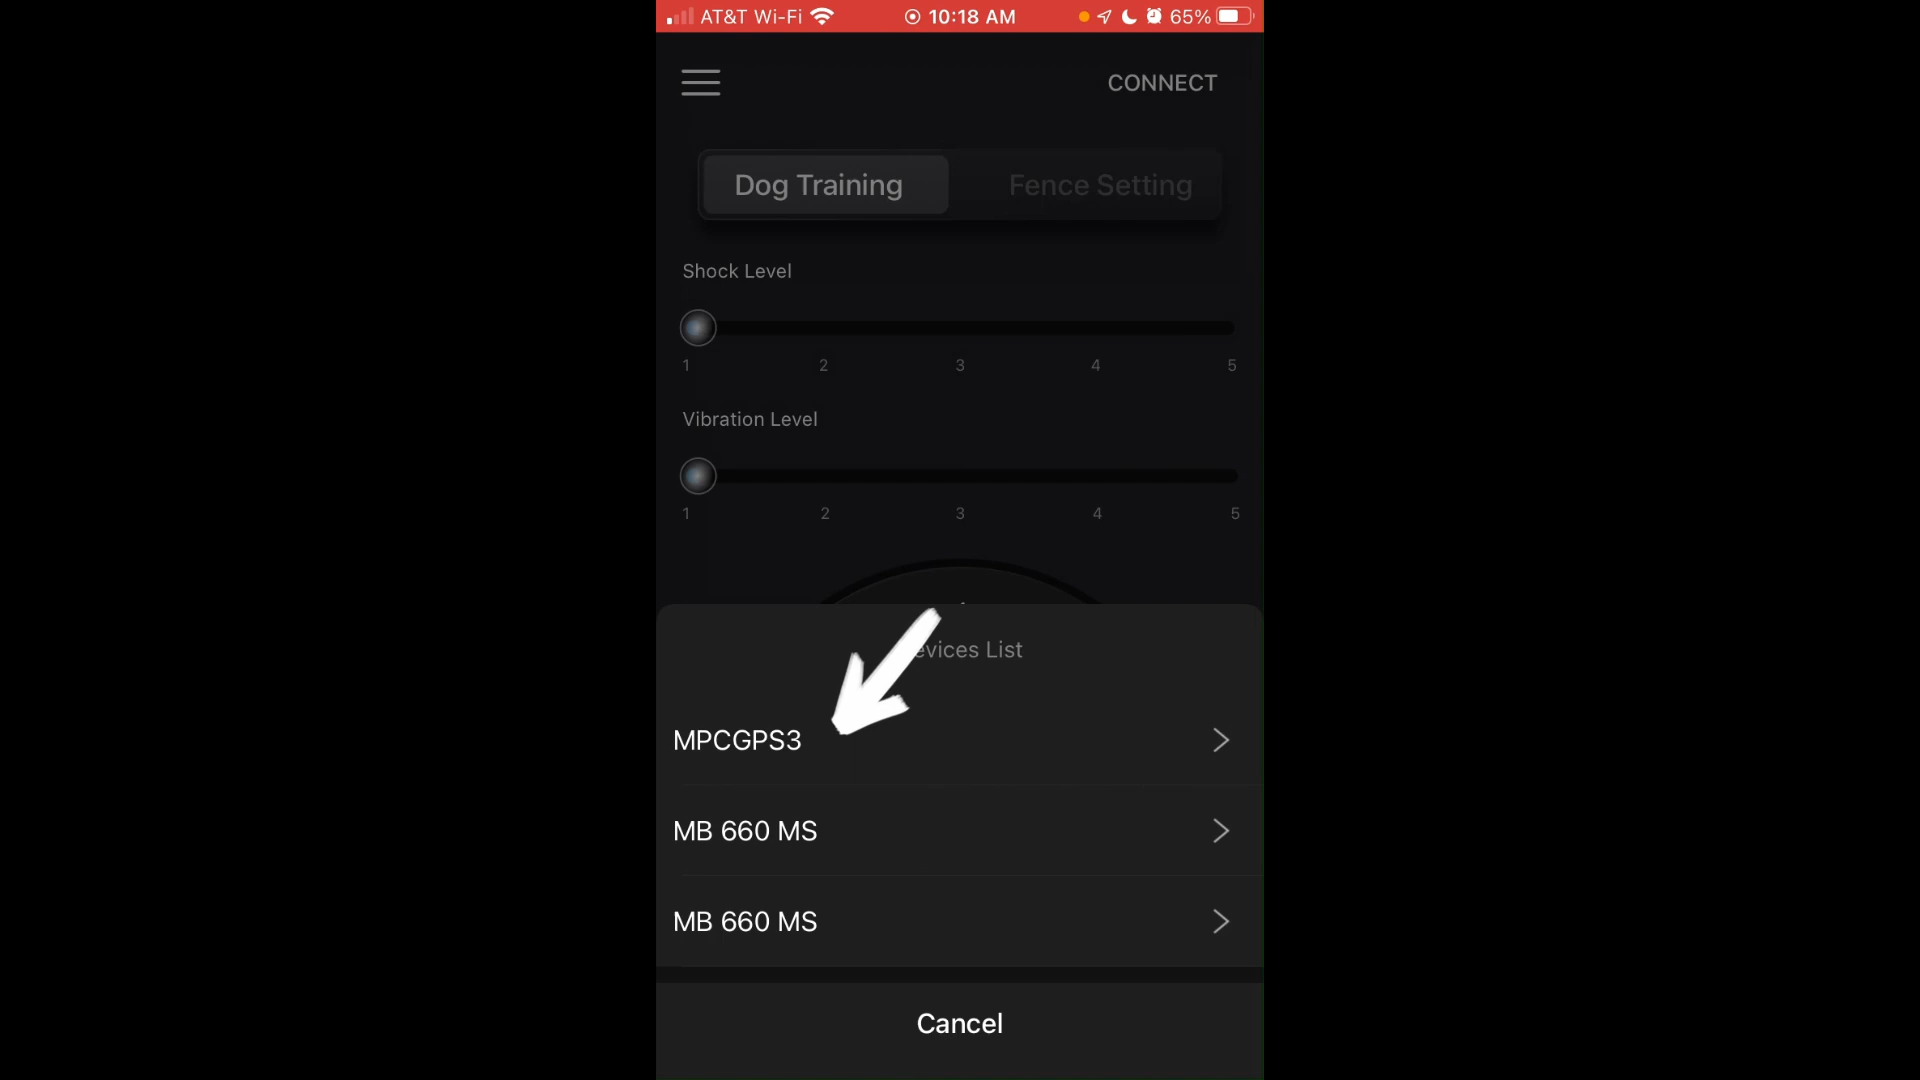 AT&T Wi-Fi 10:18 AM 65%
CONNECT
Dog Training Fence Setting
Shock Level
1 2 3 4 5
Vibration Level
1 2 3 4 5
List
MPCGPS3
MB 660 MS
MB 660 MS
Cancel